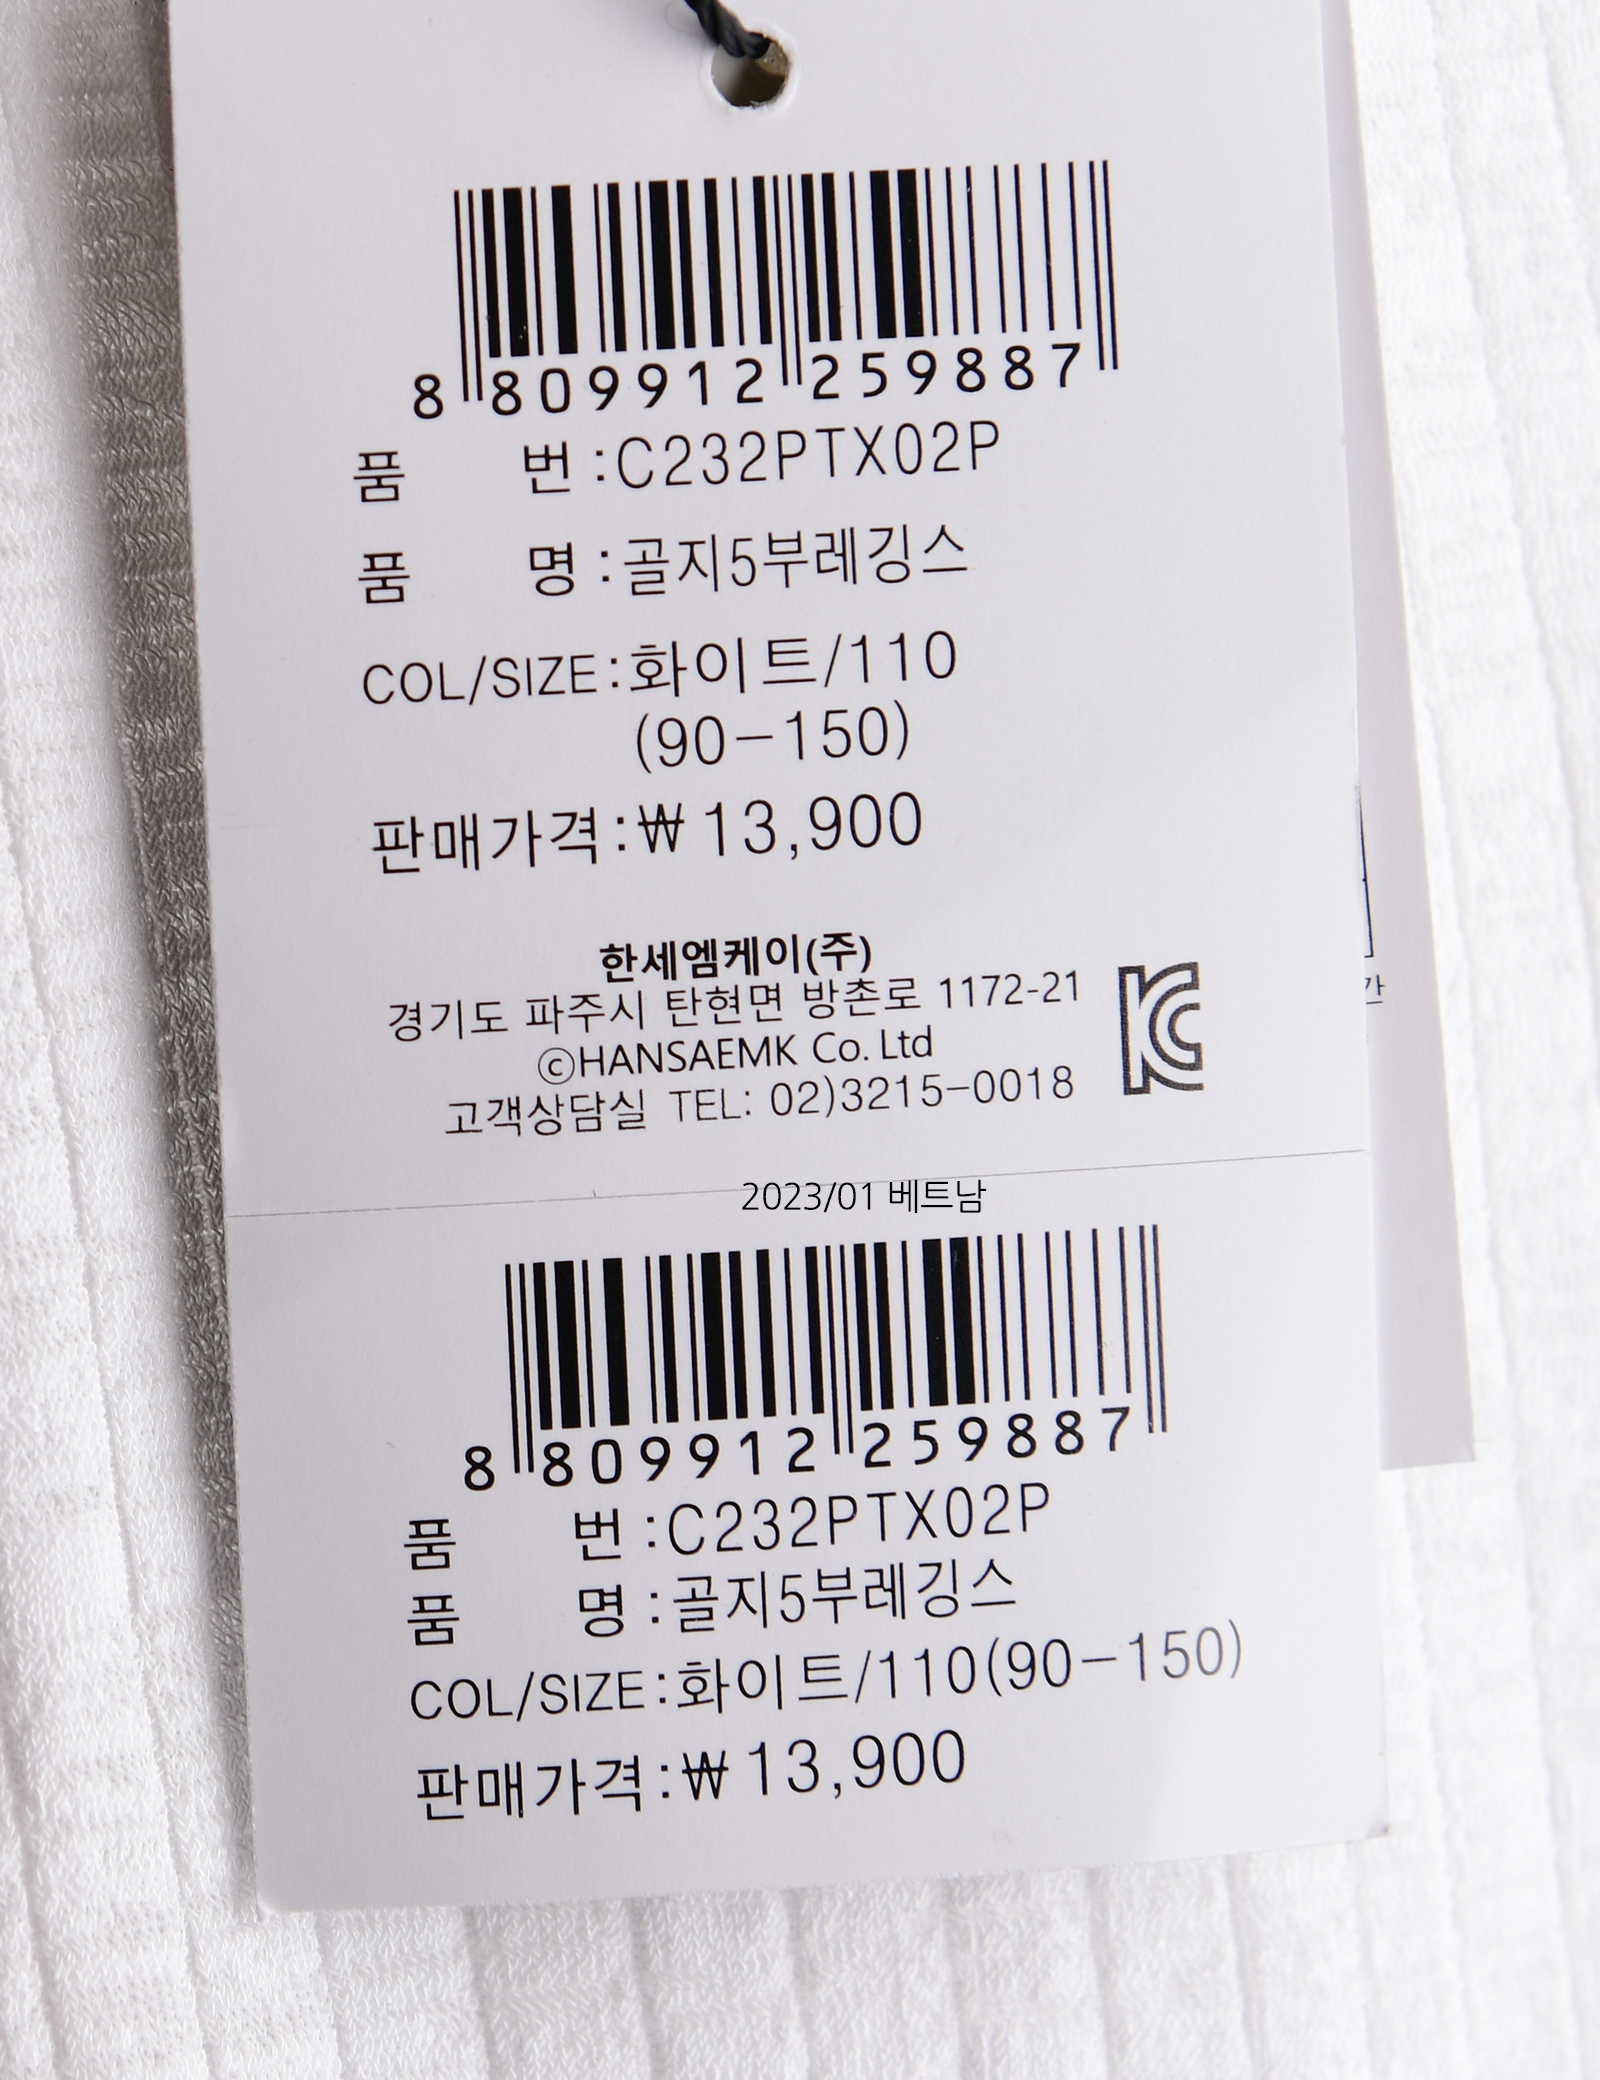 8 809912 259887
품 번 : C232PTX02P
품 명 : 골지5부레깅스
COL/SIZE : 화이트/110
(90-150)
판매가격 : ₩ 13,900
한세엠케이(주)
경기도 파주시 탄현면 방촌로 1172-21
ⓒHANSAEMK Co. Ltd
고객상담실 TEL: 02)3215-0018
KC
간
2023/01 베트남
8 809912 259887
품 번 : C232PTX02P
품 명 : 골지5부레깅스
COL/SIZE : 화이트/110(90-150)
판매가격 : ₩ 13,900